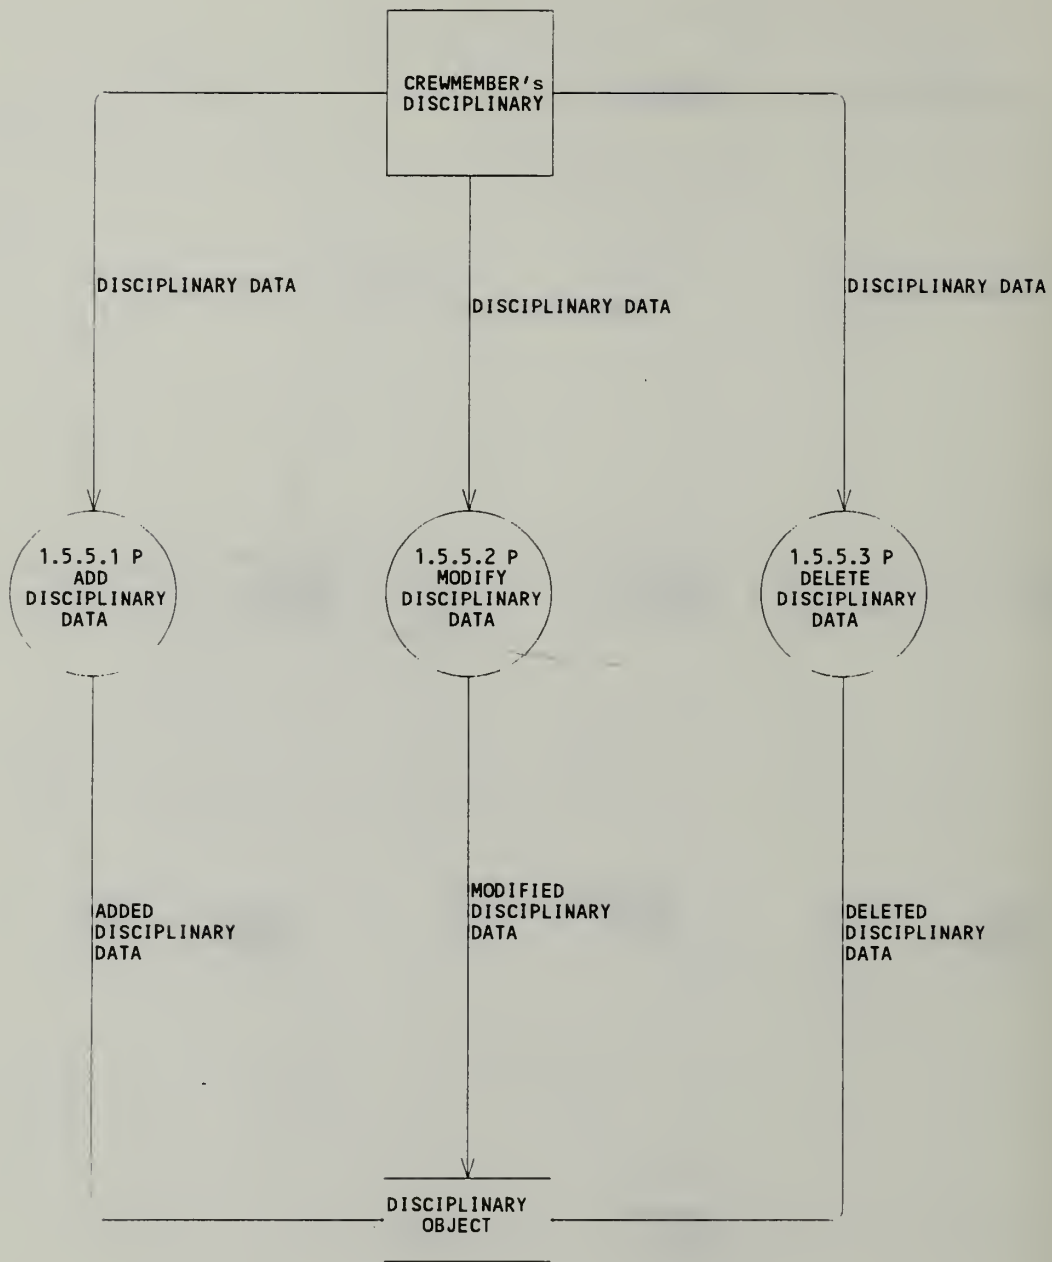 CREWMEMBER's
DISCIPLINARY
DISCIPLINARY DATA
DISCIPLINARY DATA
DISCIPLINARY DATA
1.5.5.1 P
ADD
DISCIPLINARY
DATA
1.5.5.2 P
MODIFY
DISCIPLINARY
DATA
1.5.5.3 P
DELETE
DISCIPLINARY
DATA
ADDED
DISCIPLINARY
DATA
MODIFIED
DISCIPLINARY
DATA
DELETED
DISCIPLINARY
DATA
DISCIPLINARY
OBJECT